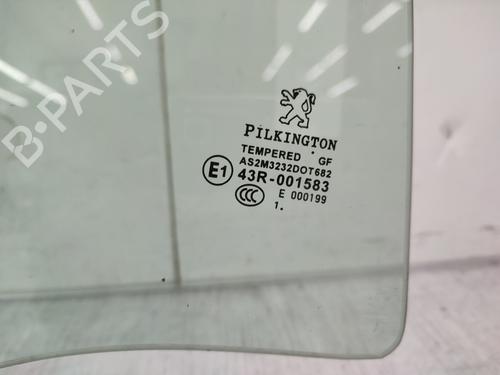 B-PARTS
PILKINGTON
TEMPERED GF
AS2M3232DOT682
E1 43R-001583
CCC E 000199
1.